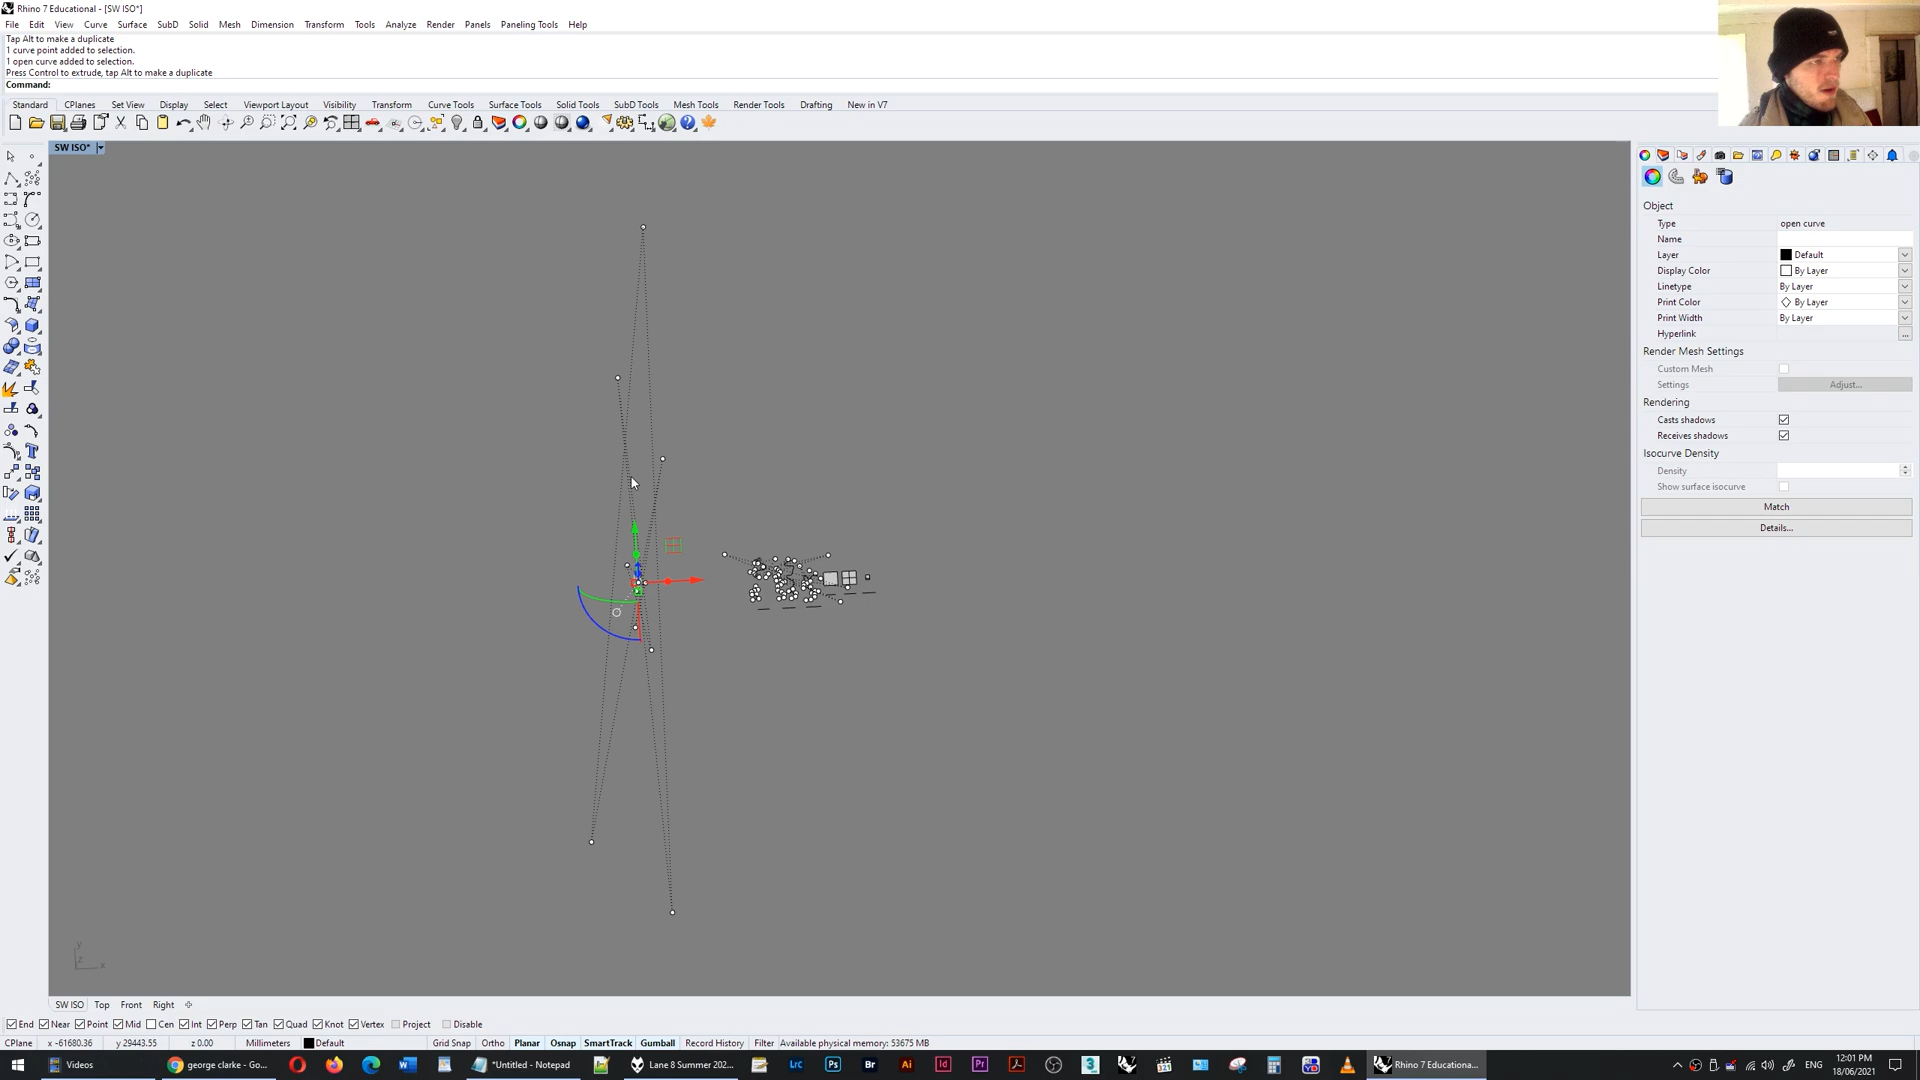 Rhino 7 Educational - [SW ISO*]
File Edit View Curve Surface SubD Solid Mesh Dimension Transform Tools Analyze Render Panels Paneling Tools Help
Tap Alt to make a duplicate
1 curve point added to selection.
1 open curve added to selection.
Press Control to extrude, tap Alt to make a duplicate
Command:
Standard CPlanes Set View Display Select Viewport Layout Visibility Transform Curve Tools Surface Tools Solid Tools SubD Tools Mesh Tools Render Tools Drafting New in V7
SW ISO*
Object
Type open curve
Name
Layer Default
Display Color By Layer
Linetype By Layer
Print Color By Layer
Print Width By Layer
Hyperlink ...
Render Mesh Settings
Custom Mesh
Settings Adjust...
Rendering
Casts shadows
Receives shadows
Isocurve Density
Density
Show surface isocurve
Match
Details...
y
z x
SW ISO Top Front Right
End Near Point Mid Cen Int Perp Tan Quad Knot Vertex Project Disable
CPlane x -61680.36 y 29443.55 z 0.00 Millimeters Default Grid Snap Ortho Planar Osnap SmartTrack Gumball Record History Filter Available physical memory: 53675 MB
Videos george clarke - Go... *Untitled - Notepad Lane 8 Summer 202... Lrc Ps Br Ai Id Pr 3 Rhino 7 Educationa... ENG 12:01 PM
18/06/2021